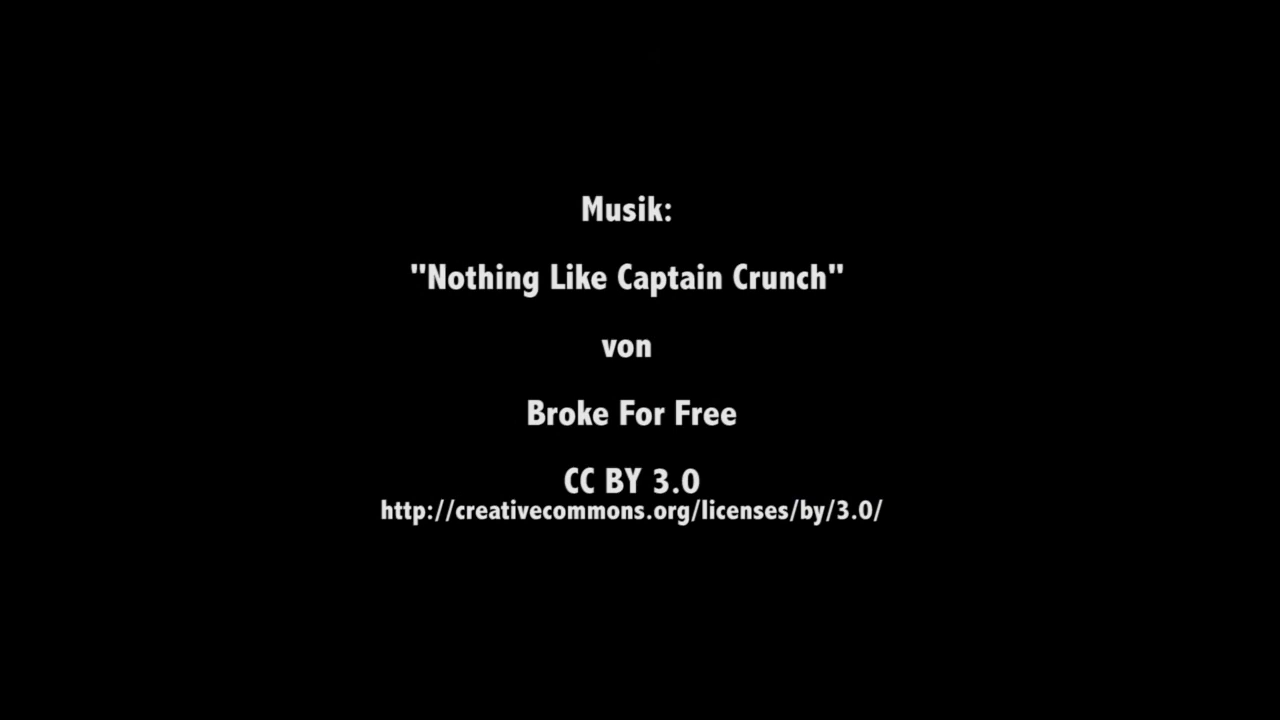 Musik:
"Nothing Like Captain Crunch"
von
Broke For Free
CC BY 3.0
http://creativecommons.org/licenses/by/3.0/